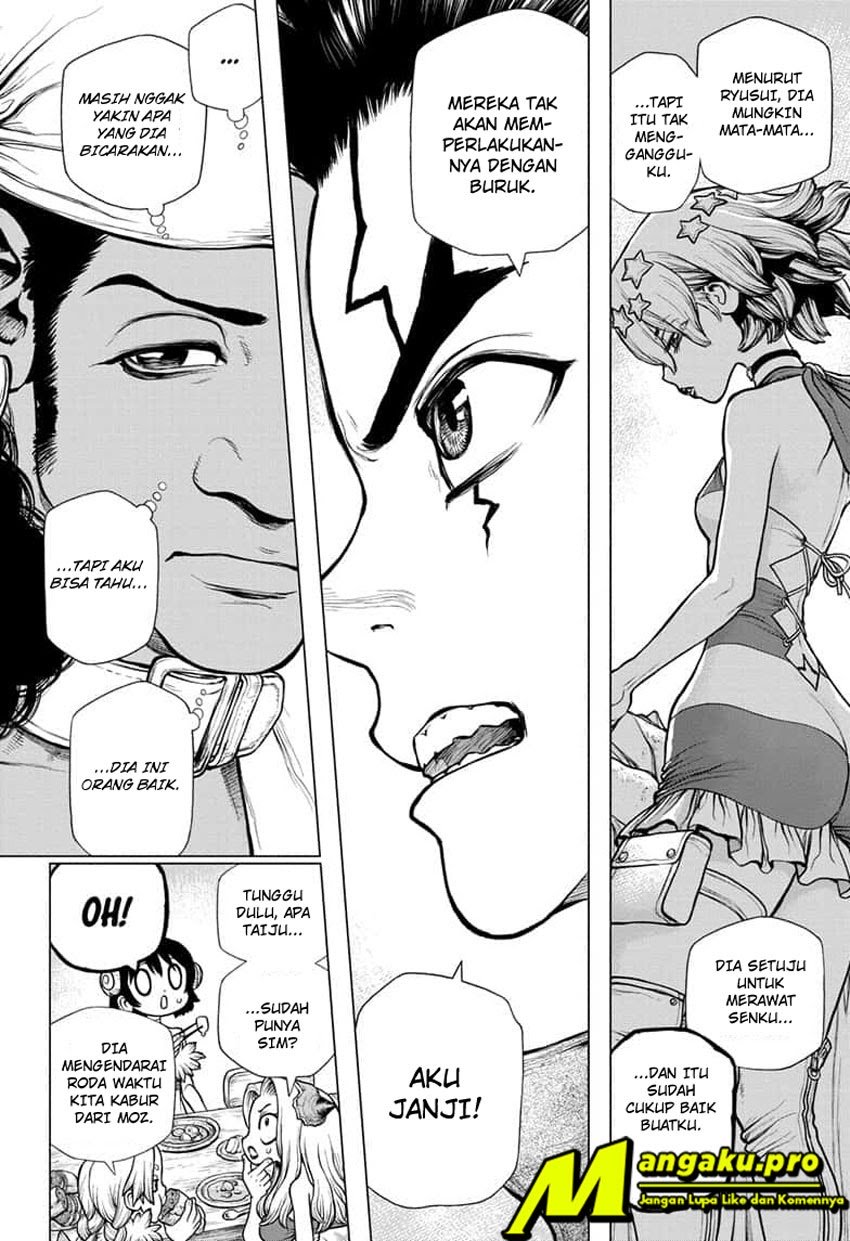 MENURUT
RYUSUI, DIA
MUNGKIN
MATA-MATA...
...TAPI
ITU TAK
MENG-
GANGGU-
KU.
DIA SETUJU
UNTUK
MERAWAT
SENKU...
...DAN ITU
SUDAH
CUKUP BAIK
BUATKU.
MEREKA TAK
AKAN MEM-
PERLAKUKAN-
NYA DENGAN
BURUK.
AKU
JANJI!
...
MASIH NGGAK
YAKIN APA
YANG DIA
BICARAKAN...
...TAPI AKU
BISA TAHU...
...DIA INI
ORANG BAIK.
TUNGGU
DULU, APA
TAIJU...
...SUDAH
PUNYA
SIM?
OH!
DIA
MENGENDARAI
RODA WAKTU
KITA KABUR
DARI MOZ.
Mangaku.pro
Jangan Lupa Like dan Komennya